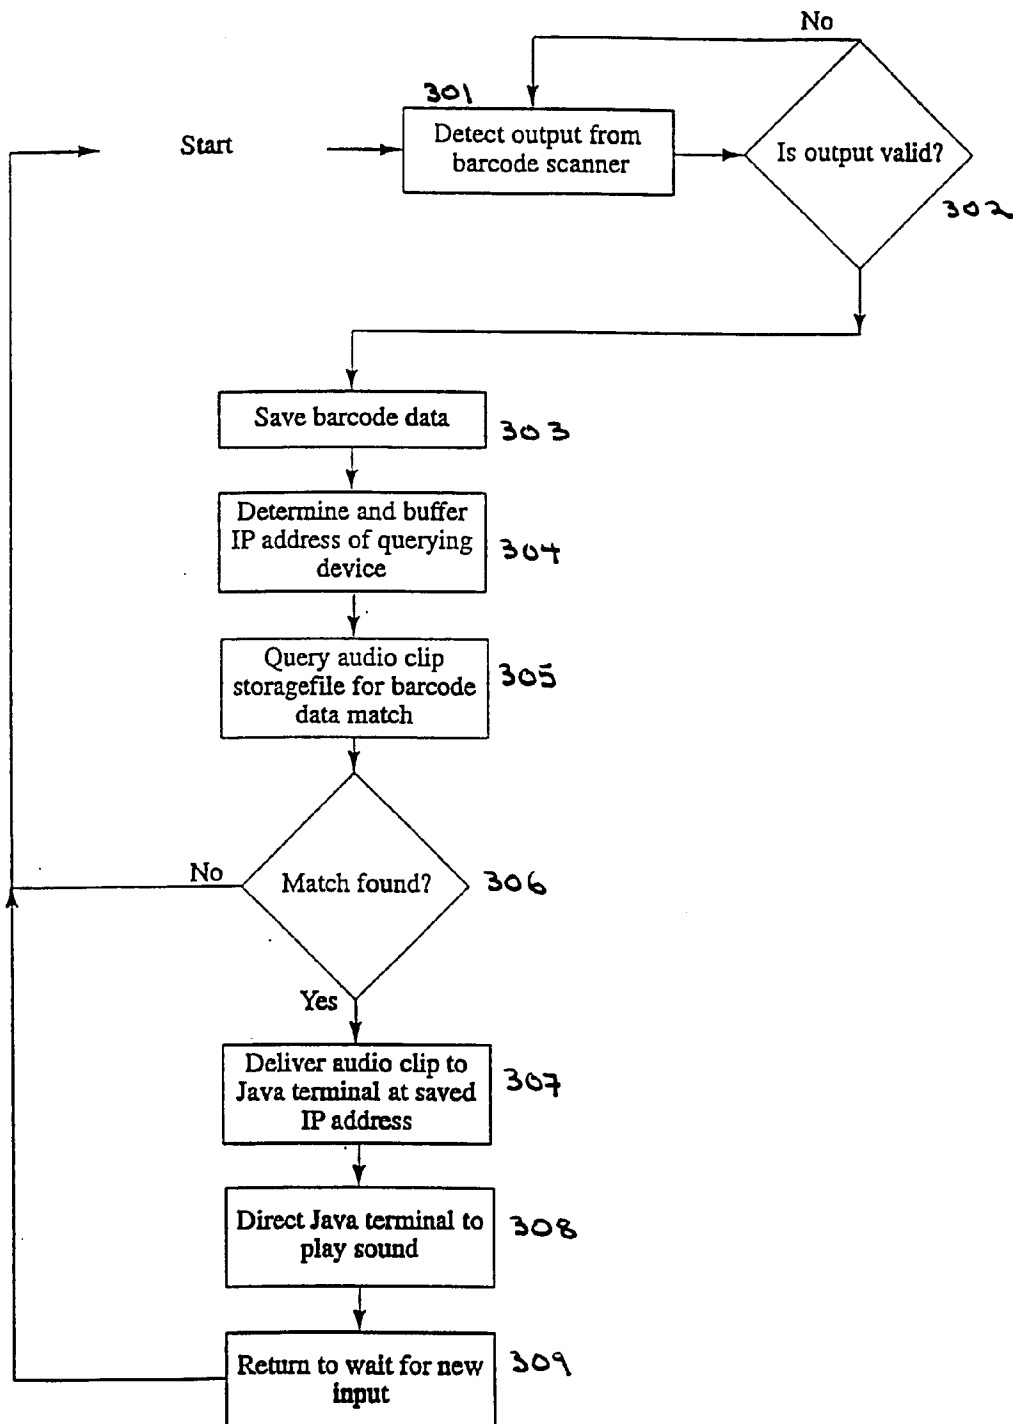 No
301
Start
Detect output from
barcode scanner
Is output valid?
302
Save barcode data
303
Determine and buffer
IP address of querying
device
304
Query audio clip
storagefile for barcode
data match
305
No
Match found?
306
Yes
Deliver audio clip to
Java terminal at saved
IP address
307
Direct Java terminal to
play sound
308
Return to wait for new
input
309